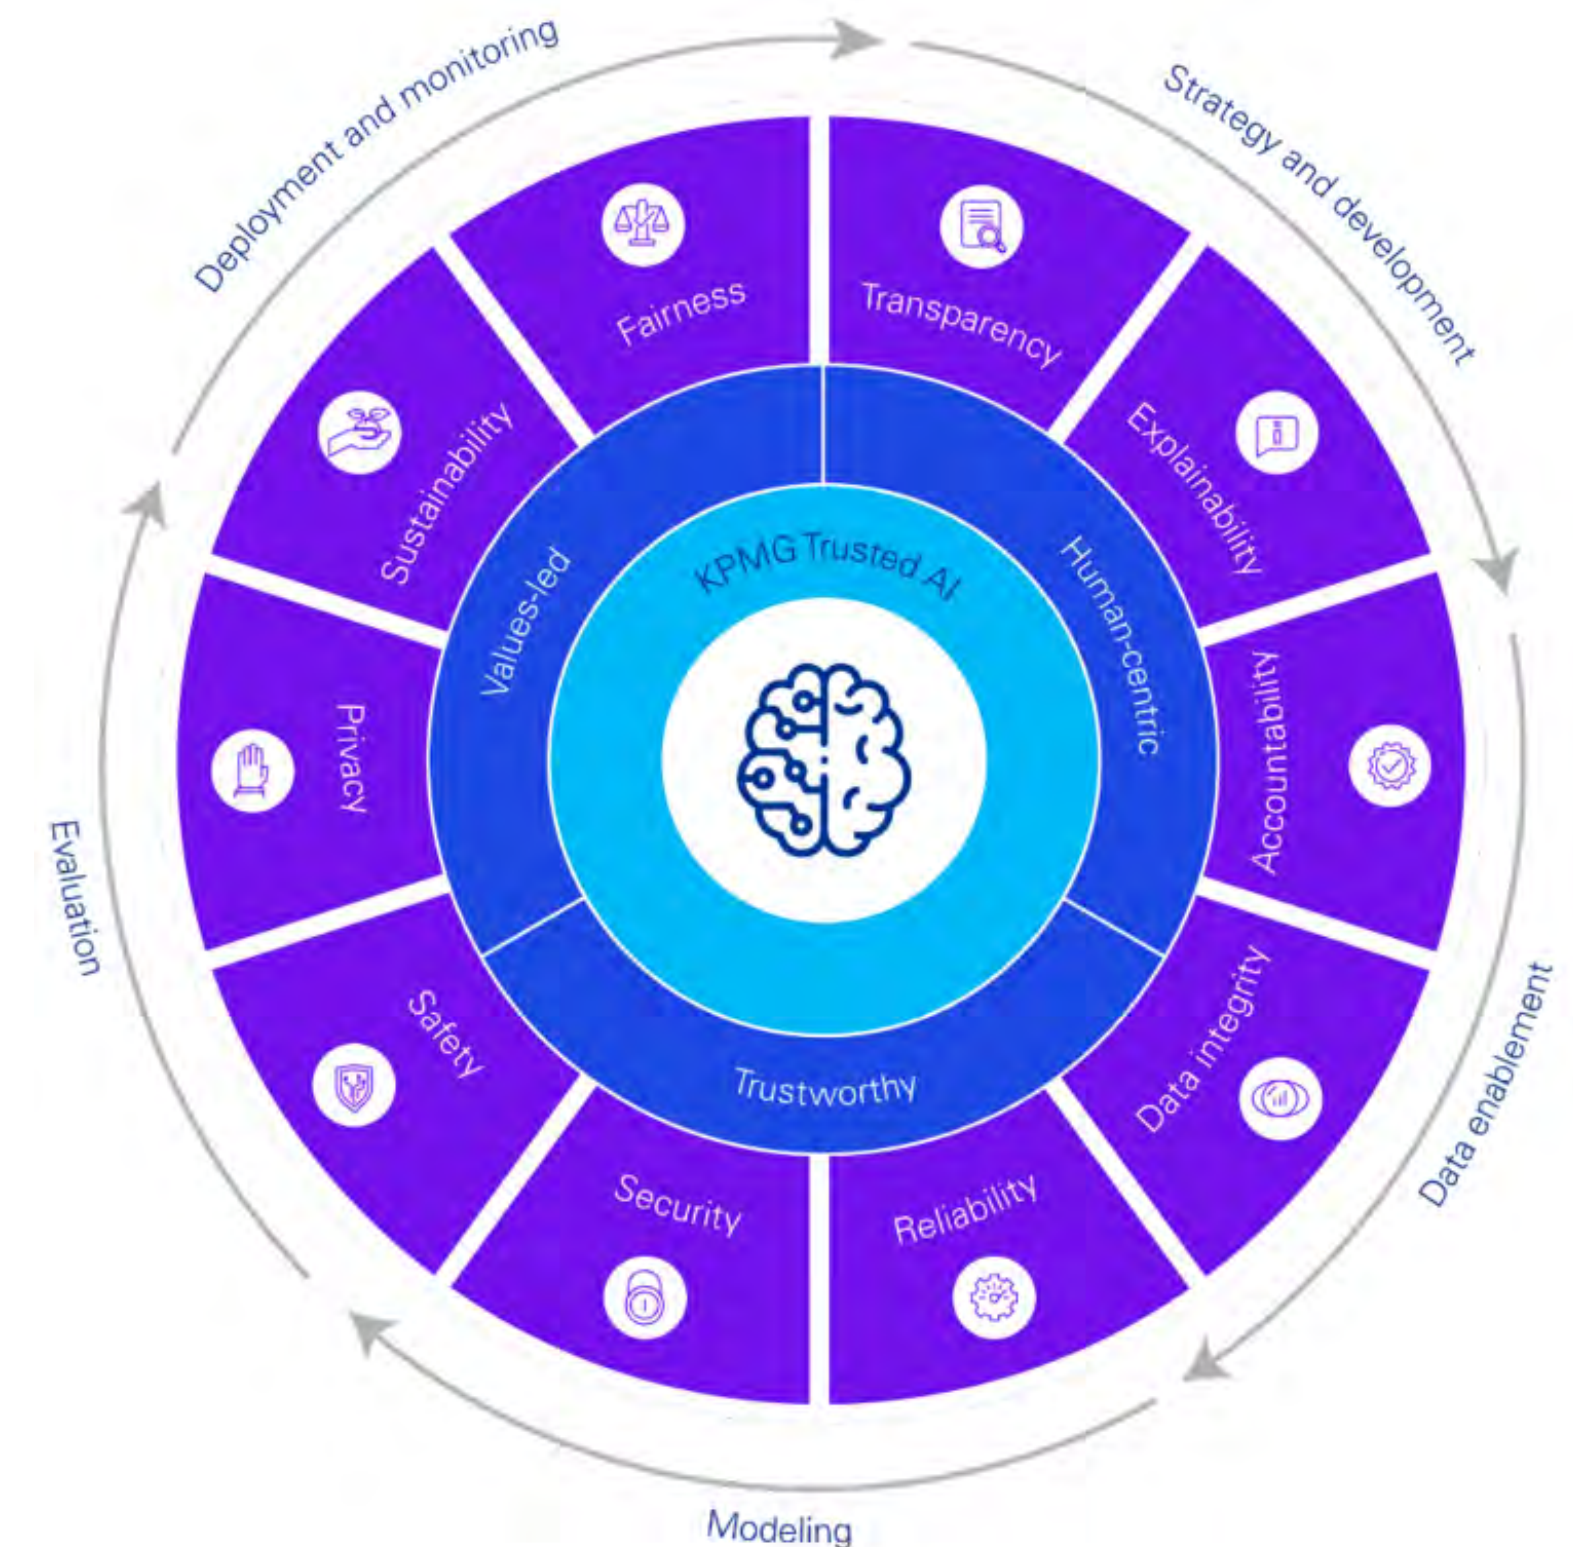 Deployment and monitoring
Strategy and development
Data enablement
Modeling
Evaluation
Fairness
Transparency
Explainability
Accountability
Data integrity
Reliability
Security
Safety
Privacy
Sustainability
Values-led
Human-centric
Trustworthy
KPMG Trusted AI